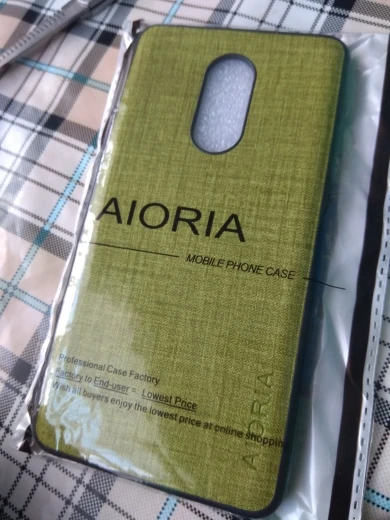 AIORIA
MOBILE PHONE CASE
Professional Case Factory
Factory to End-user = Lowest Price
Wish all buyers enjoy the lowest price at online shopping
AIORIA